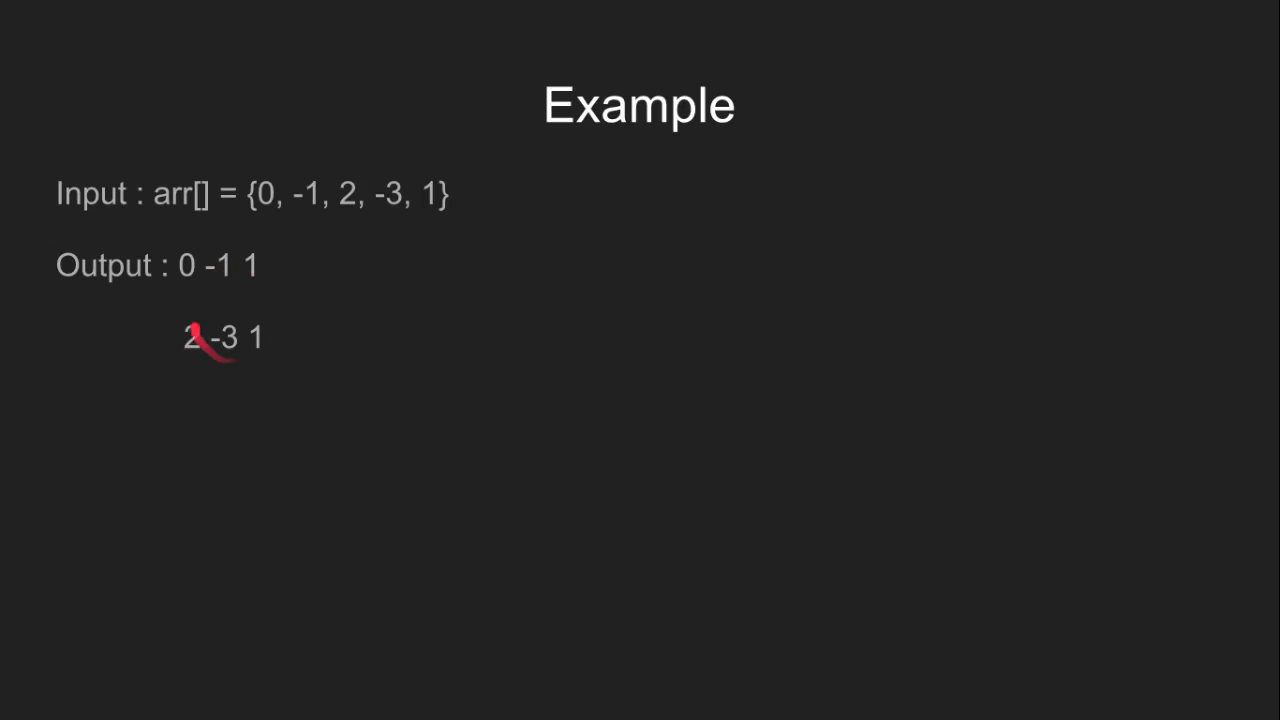 Example
Input : arr[] = {0, -1, 2, -3, 1}
Output : 0 -1 1
2 -3 1